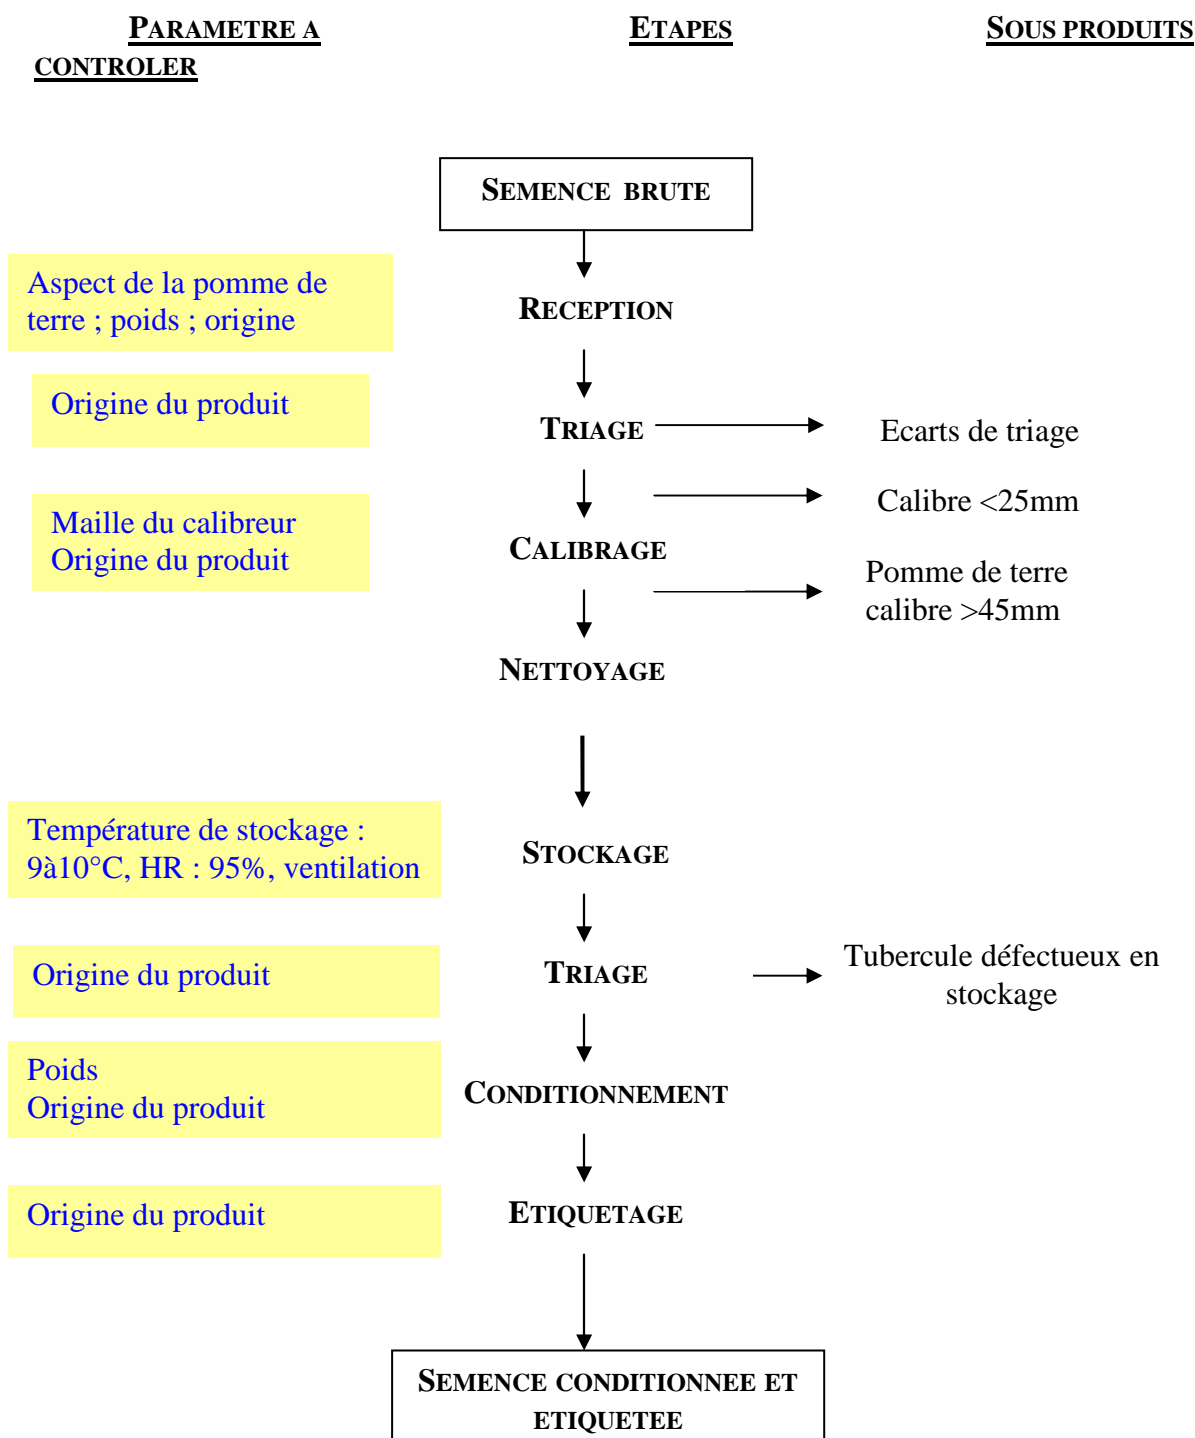 PARAMETRE A
CONTROLER
ETAPES
SOUS PRODUITS
SEMENCE BRUTE
Aspect de la pomme de
terre ; poids ; origine
RECEPTION
Origine du produit
TRIAGE
Ecarts de triage
Calibre <25mm
Maille du calibreur
Origine du produit
CALIBRAGE
Pomme de terre
calibre >45mm
NETTOYAGE
Température de stockage :
9à10°C, HR : 95%, ventilation
STOCKAGE
Origine du produit
TRIAGE
Tubercule défectueux en
stockage
Poids
Origine du produit
CONDITIONNEMENT
Origine du produit
ETIQUETAGE
SEMENCE CONDITIONNEE ET
ETIQUETEE